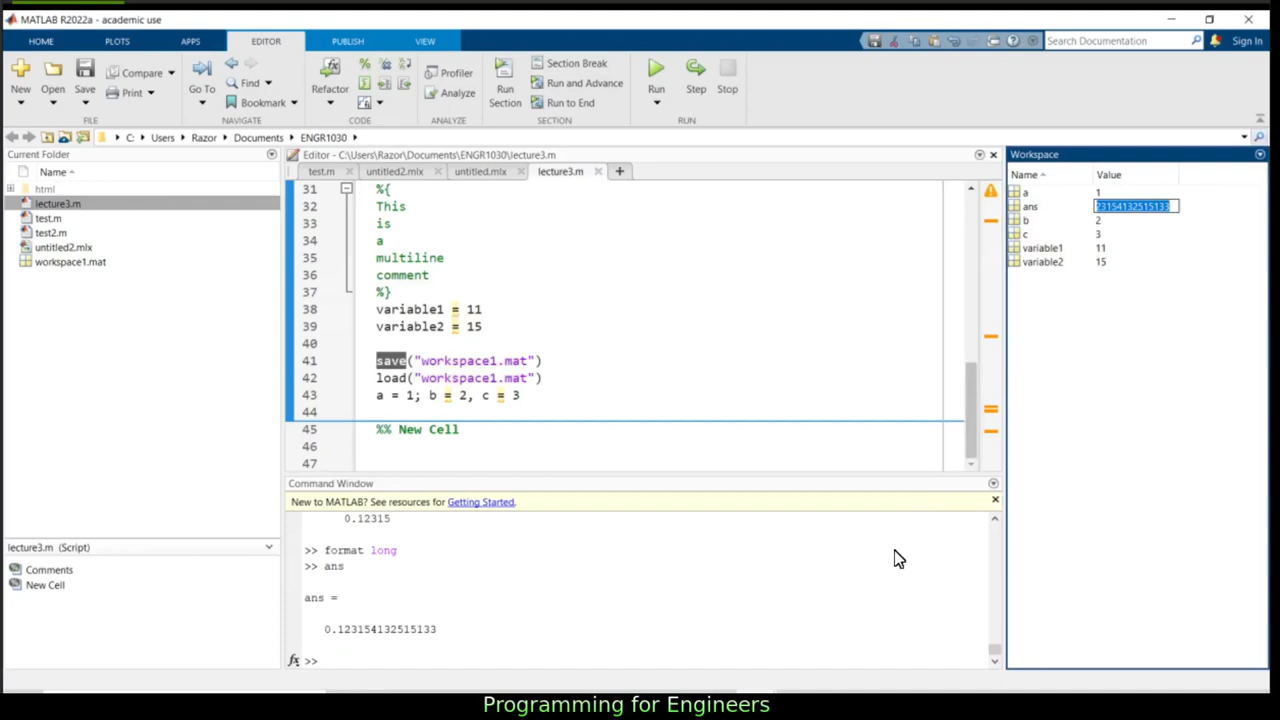 MATLAB R2022a - academic use
HOME PLOTS APPS EDITOR PUBLISH VIEW Search Documentation Sign In
New Open Save Compare Print Go To Find Bookmark Refactor Profiler Analyze Run Section Section Break Run and Advance Run to End Run Step Stop
FILE NAVIGATE CODE ANALYZE SECTION RUN
C: Users Razor Documents ENGR1030
Current Folder
Name
html
lecture3.m
test.m
test2.m
untitled2.mlx
workspace1.mat
lecture3.m (Script)
Comments
New Cell
Editor - C:\Users\Razor\Documents\ENGR1030\lecture3.m
test.m untitled2.mlx untitled.mlx lecture3.m
31 %{
32 This
33 is
34 a
35 multiline
36 comment
37 %}
38 variable1 = 11
39 variable2 = 15
40
41 save("workspace1.mat")
42 load("workspace1.mat")
43 a = 1; b = 2, c = 3
44
45 %% New Cell
46
47
Command Window
New to MATLAB? See resources for Getting Started.
0.12315
>> format long
>> ans
ans =
0.123154132515133
fx >>
Workspace
Name Value
a 1
ans 23154132515133
b 2
c 3
variable1 11
variable2 15
Programming for Engineers